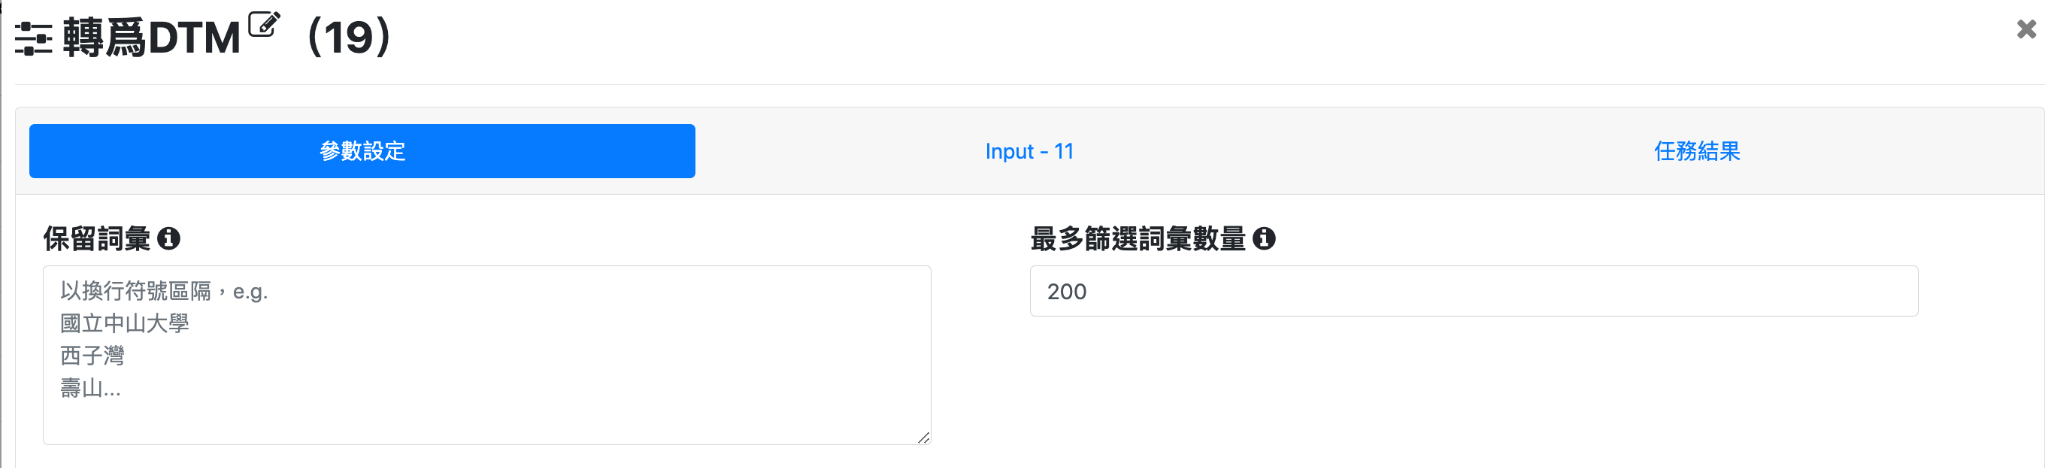 轉爲DTM（19）
參數設定
Input - 11
任務結果
保留詞彙
最多篩選詞彙數量
以換行符號區隔，e.g.
國立中山大學
西子灣
壽山...
200